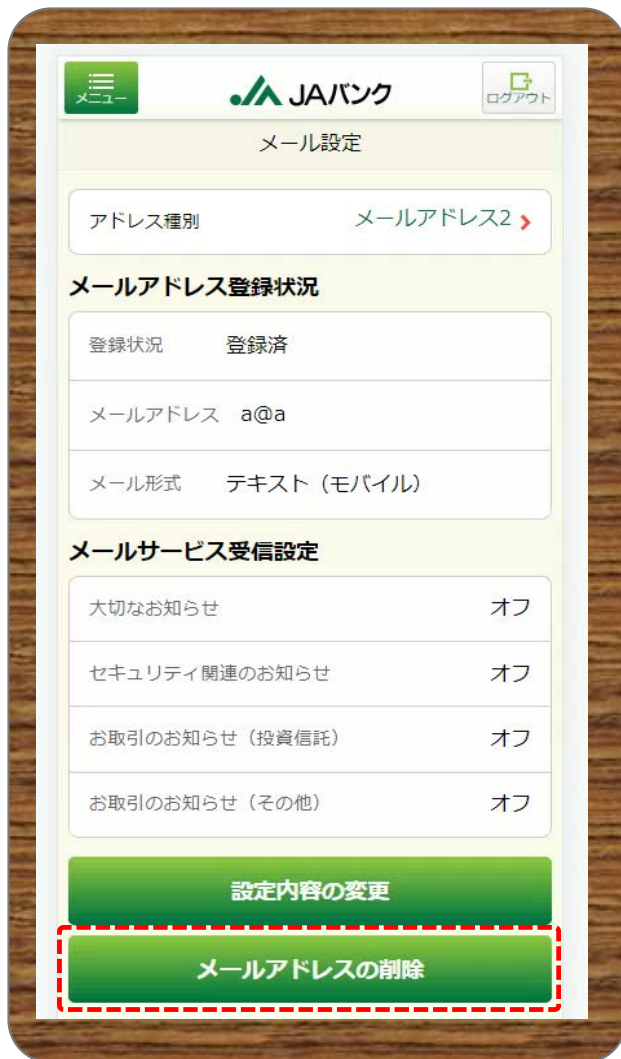 メニュー
JAバンク
ログアウト
メール設定
アドレス種別 メールアドレス2
メールアドレス登録状況
登録状況 登録済
メールアドレス a@a
メール形式 テキスト（モバイル）
メールサービス受信設定
大切なお知らせ オフ
セキュリティ関連のお知らせ オフ
お取引のお知らせ（投資信託） オフ
お取引のお知らせ（その他） オフ
設定内容の変更
メールアドレスの削除